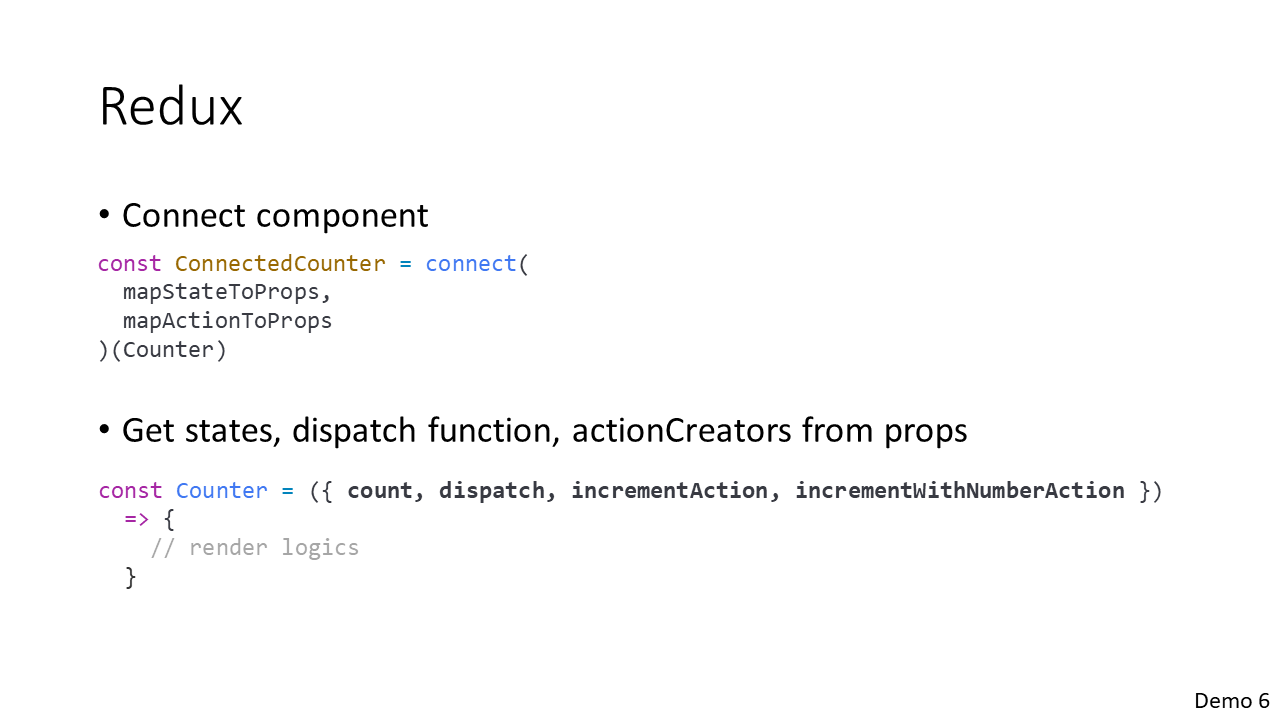 Redux
• Connect component
const ConnectedCounter = connect(
  mapStateToProps,
  mapActionToProps
)(Counter)
• Get states, dispatch function, actionCreators from props
const Counter = ({ count, dispatch, incrementAction, incrementWithNumberAction })
  => {
    // render logics
  }
Demo 6